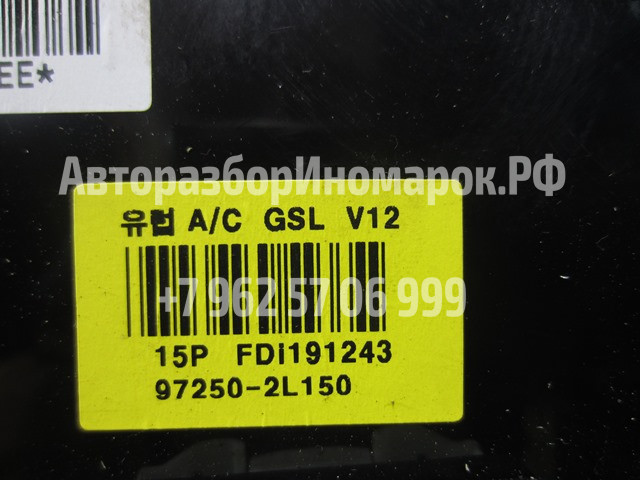 EE*
АвторазборИномарок.РФ
유럽 A/C GSL V12
+7 962 57 06 999
15P FDi191243
97250-2L150